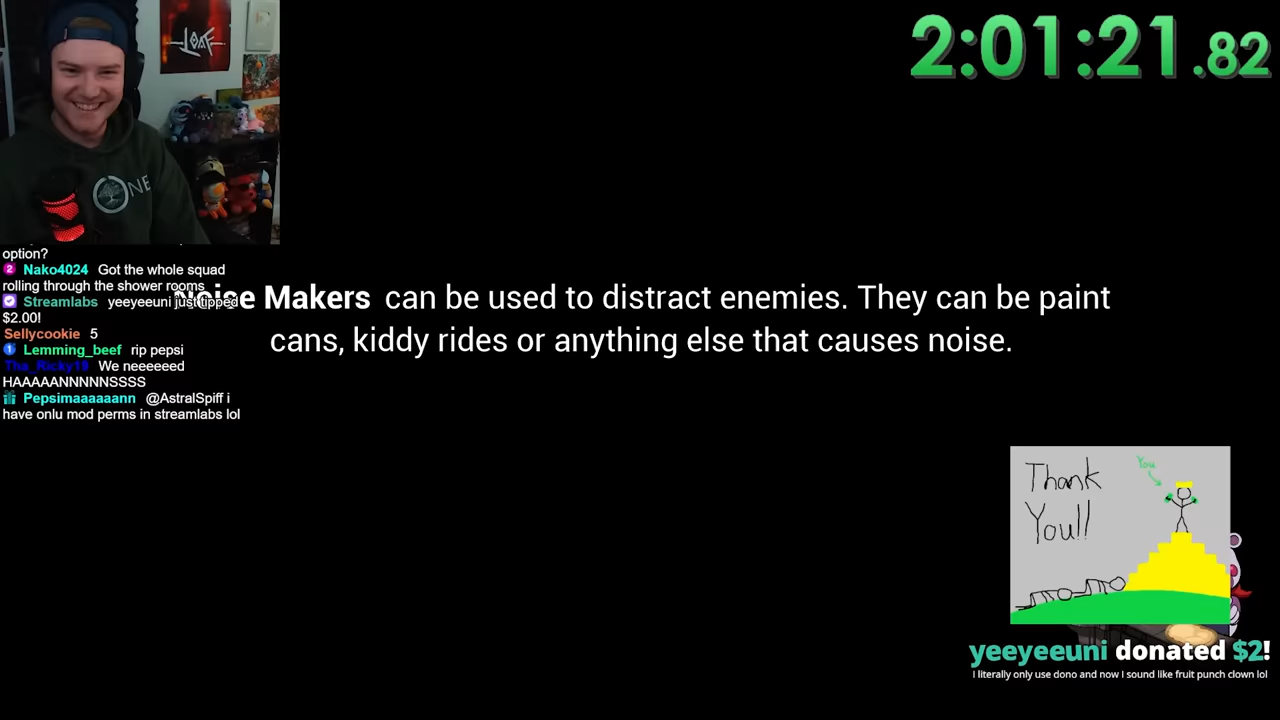 LOAF
2:01:21.82
ONE
option?
Nako4024 Got the whole squad
rolling through the shower rooms
Streamlabs yeeyeeuni just tipped
$2.00!
Sellycookie 5
Lemming_beef rip pepsi
Tha_Ricky19 We neeeeeed
HAAAAANNNNNSSSS
Pepsimaaaaaann @AstralSpiff i
have onlu mod perms in streamlabs lol
Noise Makers can be used to distract enemies. They can be paint
cans, kiddy rides or anything else that causes noise.
Thank
You!!
You
yeeyeeuni donated $2!
I literally only use dono and now I sound like fruit punch clown lol